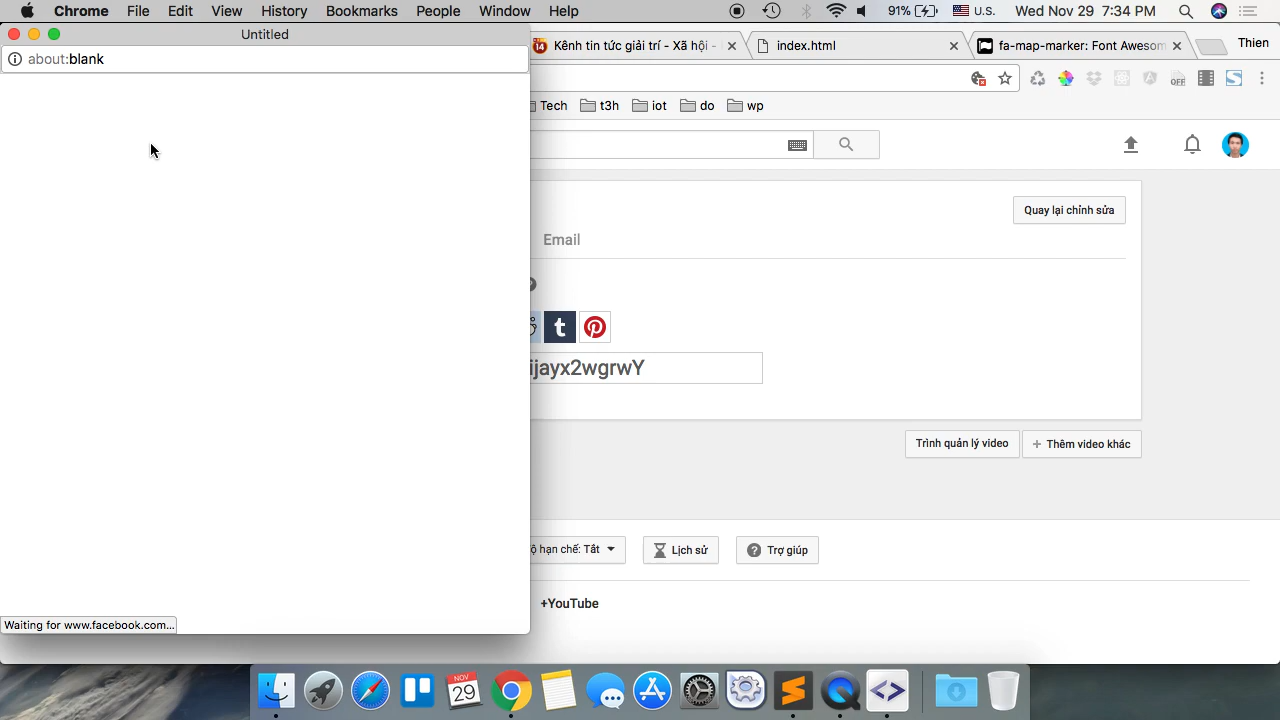 Chrome File Edit View History Bookmarks People Window Help 91% U.S. Wed Nov 29 7:34 PM
Untitled
about:blank
Kênh tin tức giải trí - Xã hội -
index.html
fa-map-marker: Font Awesom
Thien
OFF
Tech t3h iot do wp
Quay lại chỉnh sửa
Email
ijayx2wgrwY
Trình quản lý video
+ Thêm video khác
ộ hạn chế: Tắt
Lịch sử
Trợ giúp
+YouTube
Waiting for www.facebook.com...
NOV
29